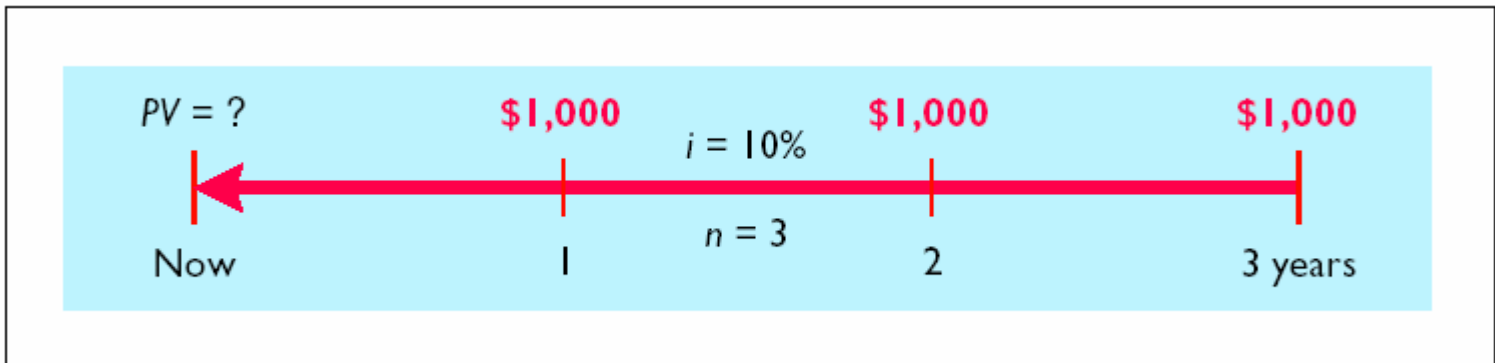 PV = ? $1,000 $1,000 $1,000
i = 10%
n = 3
Now 1 2 3 years